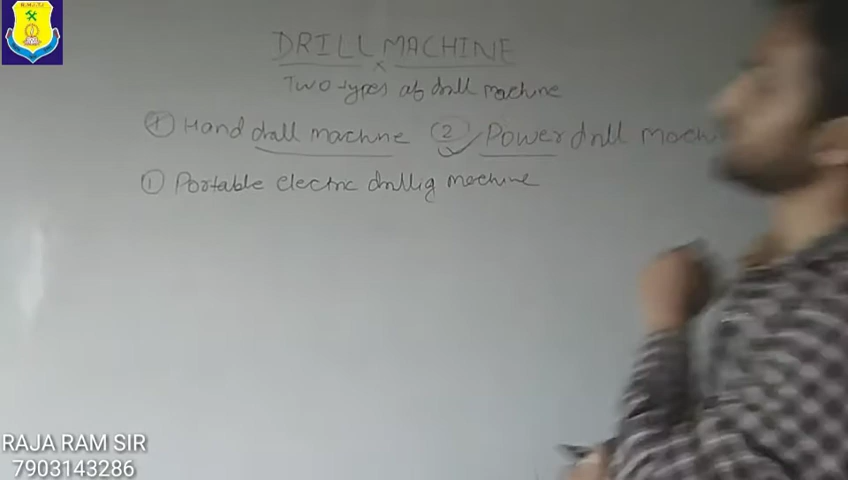 DRILL MACHINE
x
Two types of drill machine
① Hand drill machine ② Power drill mach
① Portable electric drillig machine
RAJA RAM SIR
7903143286